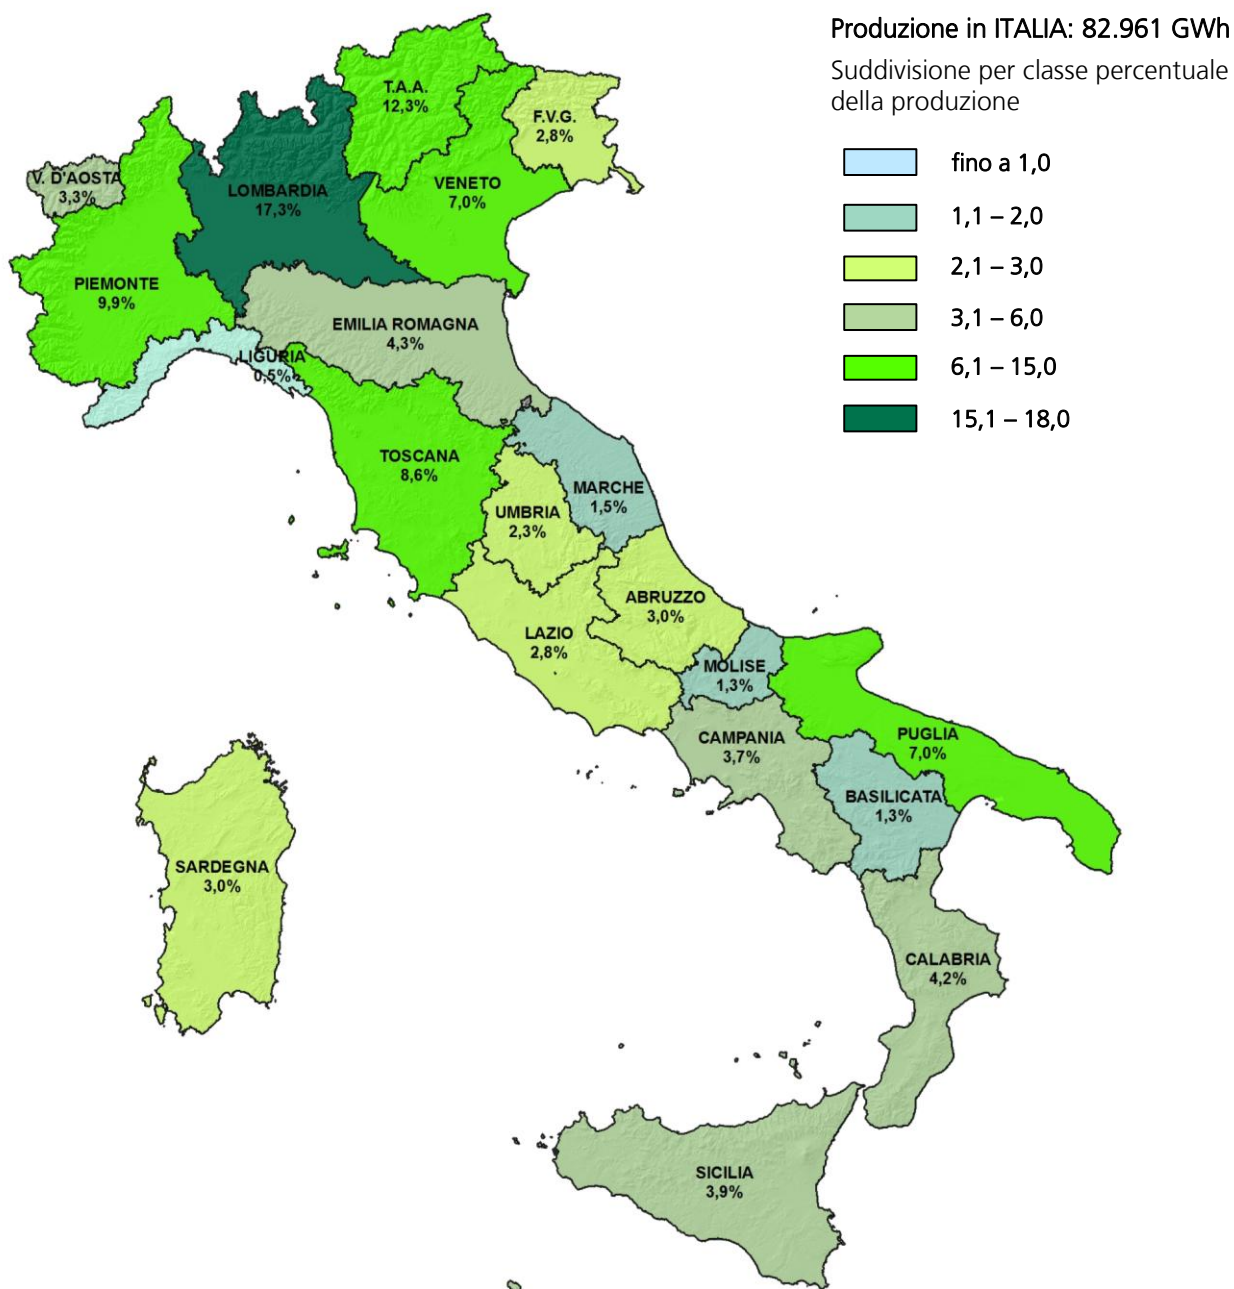 Produzione in ITALIA: 82.961 GWh
Suddivisione per classe percentuale
della produzione
fino a 1,0
1,1 – 2,0
2,1 – 3,0
3,1 – 6,0
6,1 – 15,0
15,1 – 18,0
T.A.A.
12,3%
F.V.G.
2,8%
V. D'AOSTA
3,3%
LOMBARDIA
17,3%
VENETO
7,0%
PIEMONTE
9,9%
EMILIA ROMAGNA
4,3%
LIGURIA
0,5%
TOSCANA
8,6%
MARCHE
1,5%
UMBRIA
2,3%
ABRUZZO
3,0%
LAZIO
2,8%
MOLISE
1,3%
CAMPANIA
3,7%
PUGLIA
7,0%
BASILICATA
1,3%
SARDEGNA
3,0%
CALABRIA
4,2%
SICILIA
3,9%